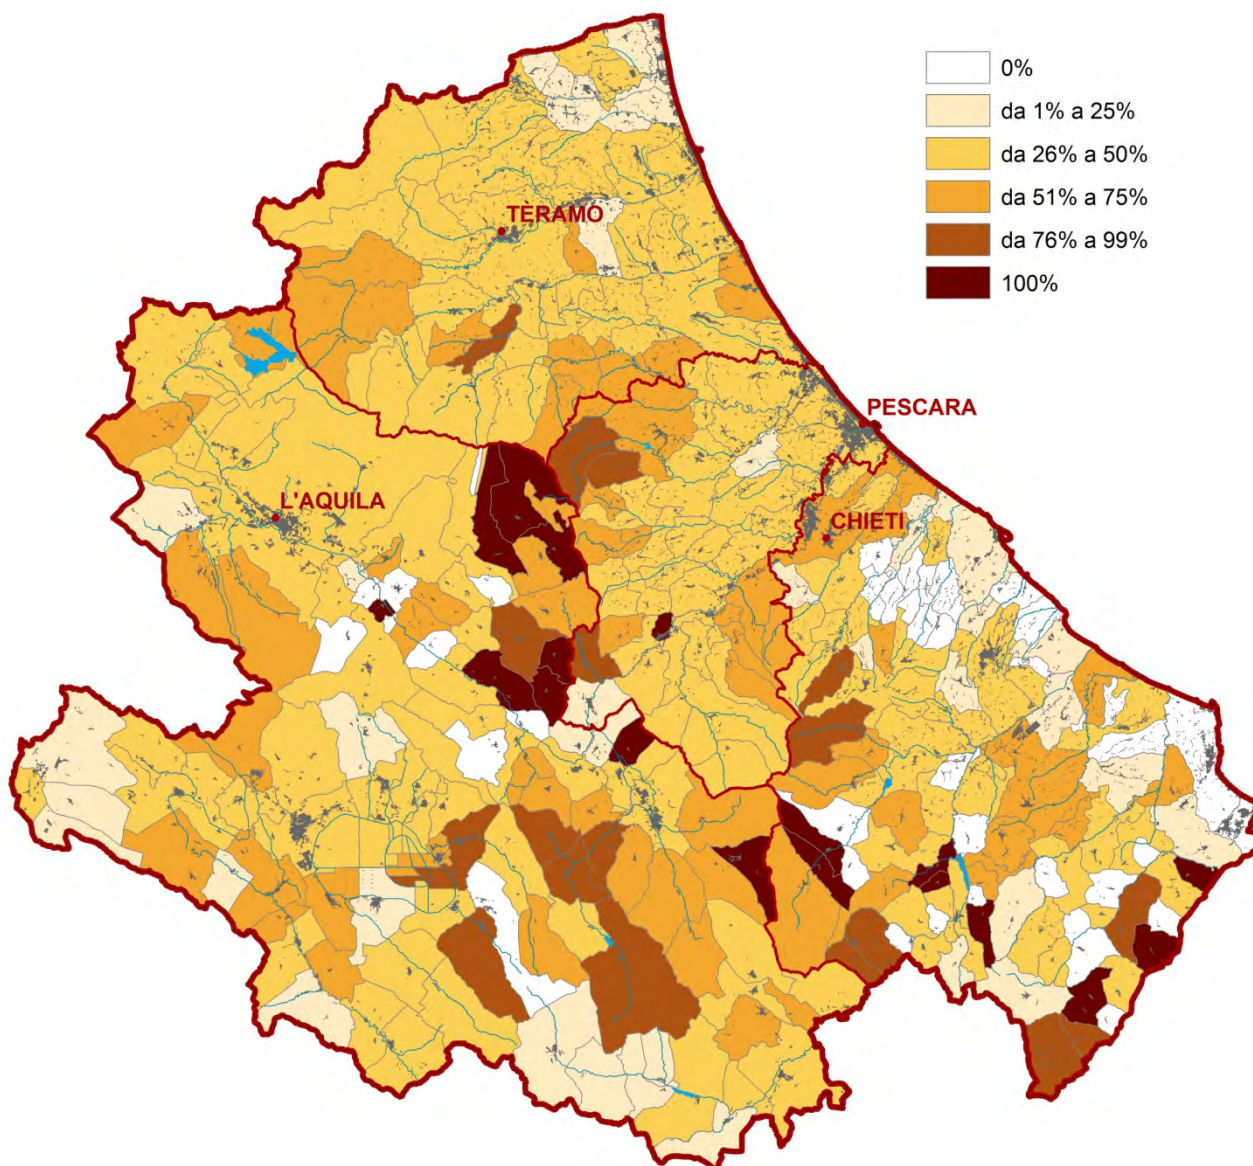 0%
da 1% a 25%
da 26% a 50%
da 51% a 75%
da 76% a 99%
100%
TERAMO
PESCARA
L'AQUILA
CHIETI